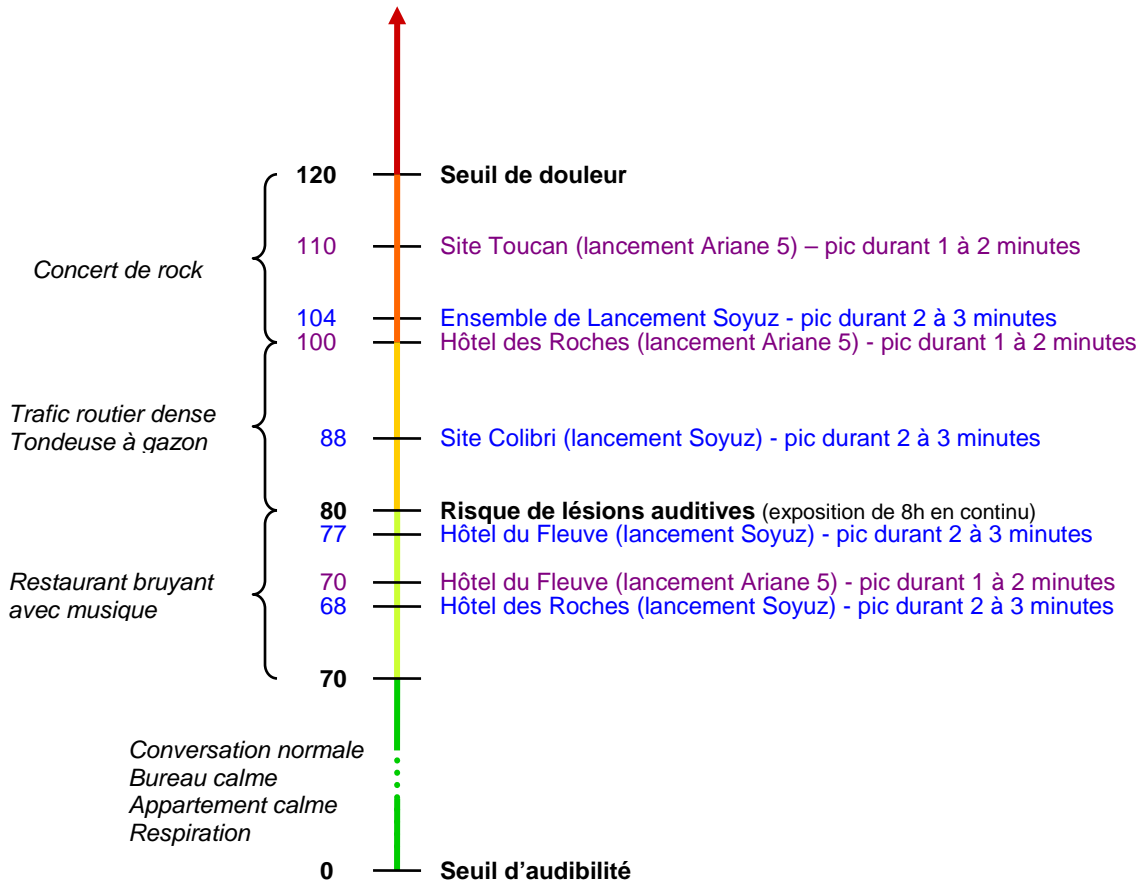 120 Seuil de douleur
110 Site Toucan (lancement Ariane 5) – pic durant 1 à 2 minutes
Concert de rock
104 Ensemble de Lancement Soyuz - pic durant 2 à 3 minutes
100 Hôtel des Roches (lancement Ariane 5) - pic durant 1 à 2 minutes
Trafic routier dense
Tondeuse à gazon
88 Site Colibri (lancement Soyuz) - pic durant 2 à 3 minutes
80 Risque de lésions auditives (exposition de 8h en continu)
77 Hôtel du Fleuve (lancement Soyuz) - pic durant 2 à 3 minutes
Restaurant bruyant
avec musique
70 Hôtel du Fleuve (lancement Ariane 5) - pic durant 1 à 2 minutes
68 Hôtel des Roches (lancement Soyuz) - pic durant 2 à 3 minutes
70
Conversation normale
Bureau calme
Appartement calme
Respiration
0 Seuil d'audibilité